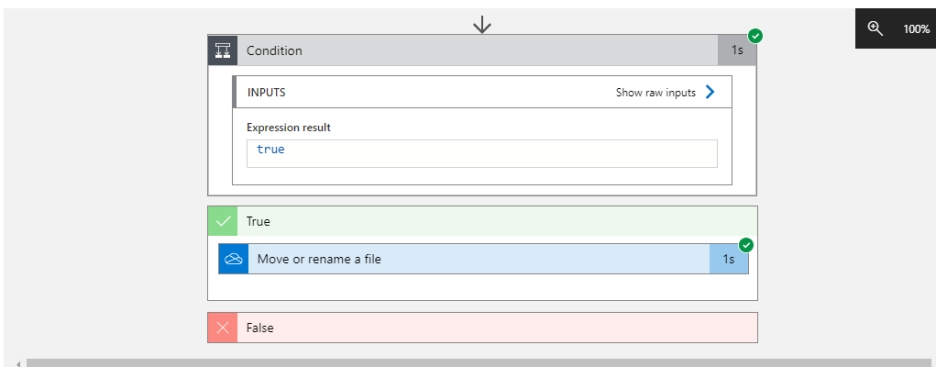 100%
Condition
1s
INPUTS
Show raw inputs
Expression result
true
True
Move or rename a file
1s
False